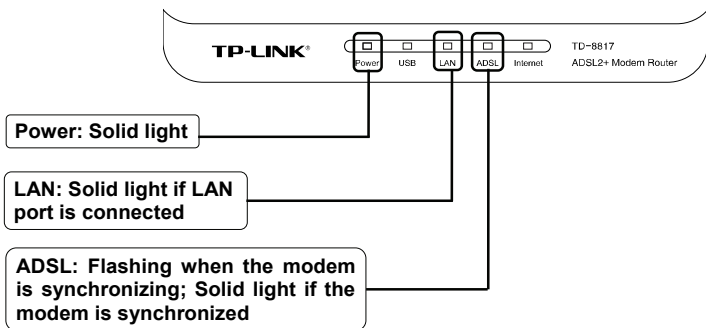 TP-LINK®
TD-8817
Power USB LAN ADSL Internet
ADSL2+ Modem Router
Power: Solid light
LAN: Solid light if LAN
port is connected
ADSL: Flashing when the modem
is synchronizing; Solid light if the
modem is synchronized